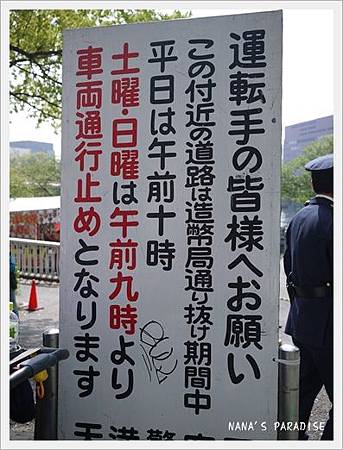 運転手の皆様へお願い
この付近の道路は造幣局通り抜け期間中
平日は午前十時
土曜・日曜は午前九時より
車両通行止めとなります
天満警
NANA'S PARADISE